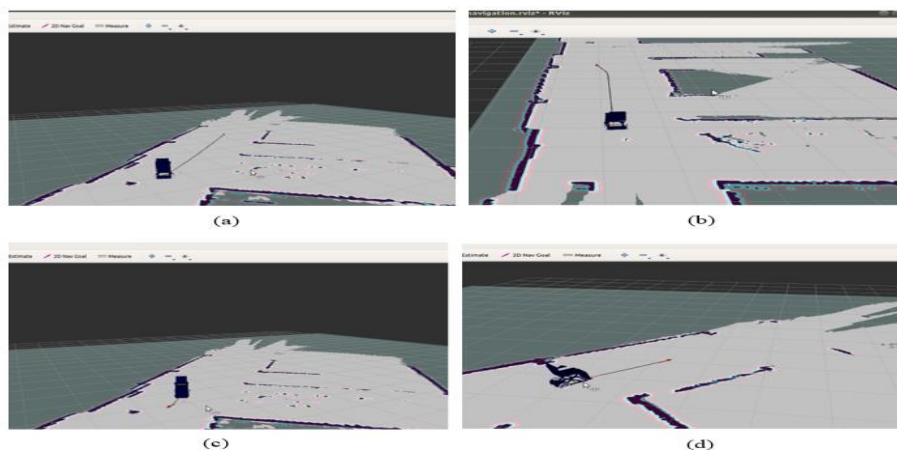 Estimate 2D Nav Goal Measure
navigation.rviz* - RViz
(a)
(b)
Estimate 2D Nav Goal Measure
Estimate 2D Nav Goal Measure
(c)
(d)